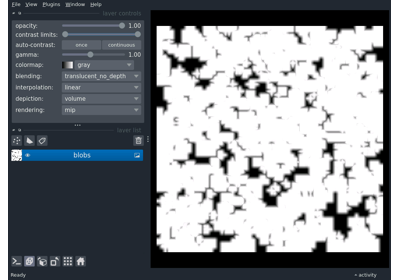 File View Plugins Window Help
layer controls
opacity: 1.00
contrast limits:
auto-contrast: once continuous
gamma: 1.00
colormap: gray
blending: translucent_no_depth
interpolation: linear
depiction: volume
rendering: mip
layer list
blobs
Ready
activity